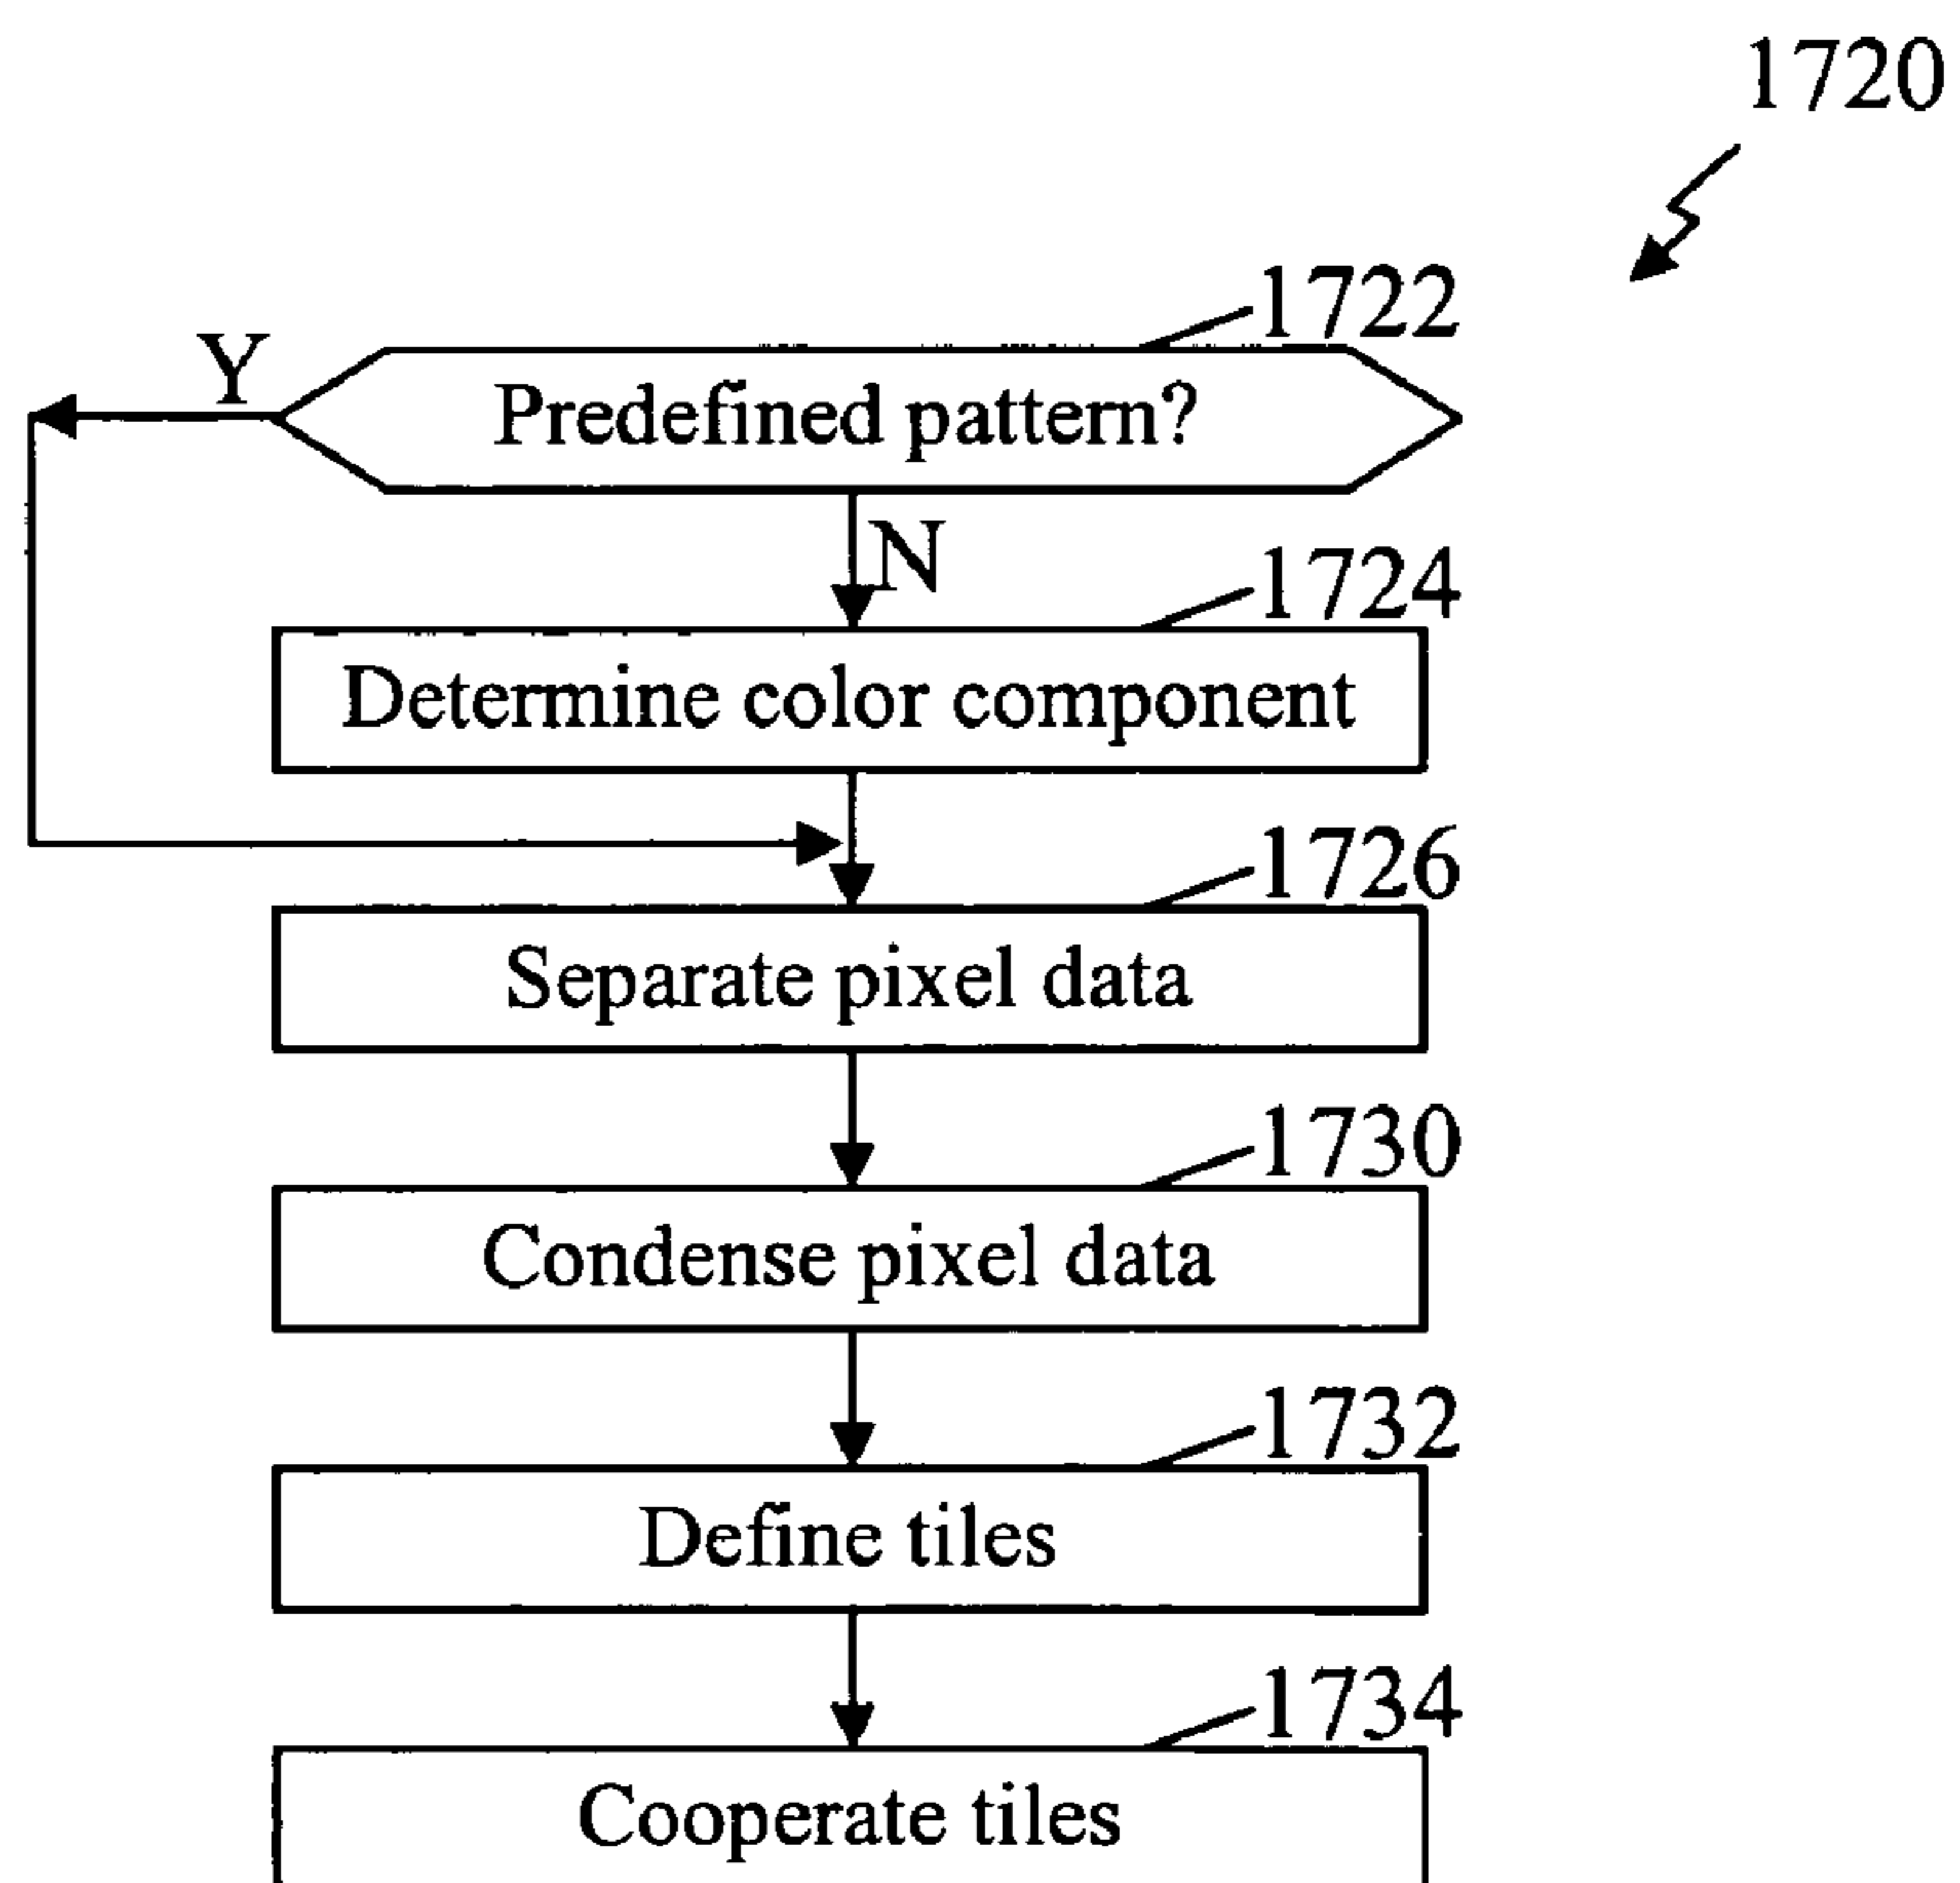 1720
1722
Y
Predefined pattern?
N
1724
Determine color component
1726
Separate pixel data
1730
Condense pixel data
1732
Define tiles
1734
Cooperate tiles